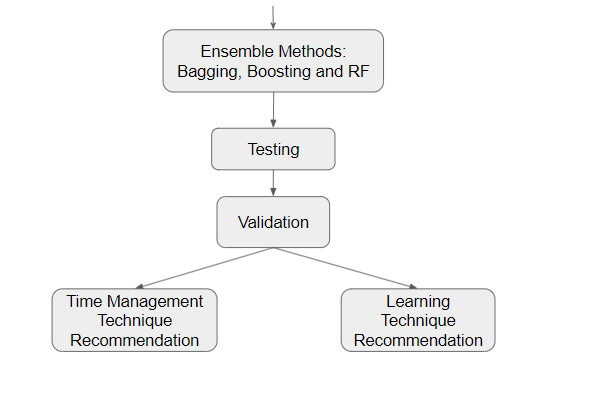 Ensemble Methods:
Bagging, Boosting and RF
Testing
Validation
Time Management
Technique
Recommendation
Learning
Technique
Recommendation